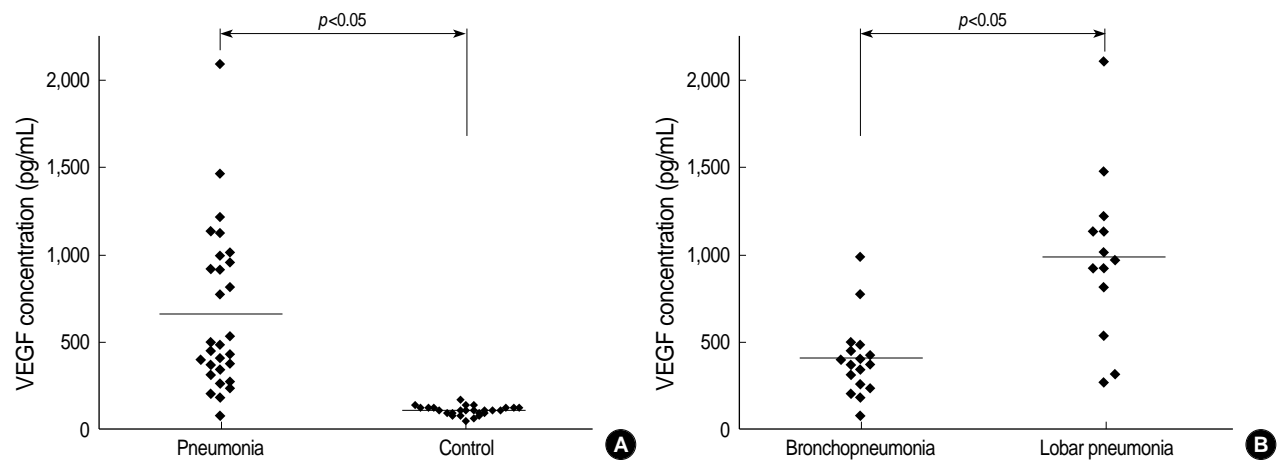 p<0.05
2,000
1,500
1,000
500
0
VEGF concentration (pg/mL)
Pneumonia
Control
A
p<0.05
2,000
1,500
1,000
500
0
VEGF concentration (pg/mL)
Bronchopneumonia
Lobar pneumonia
B